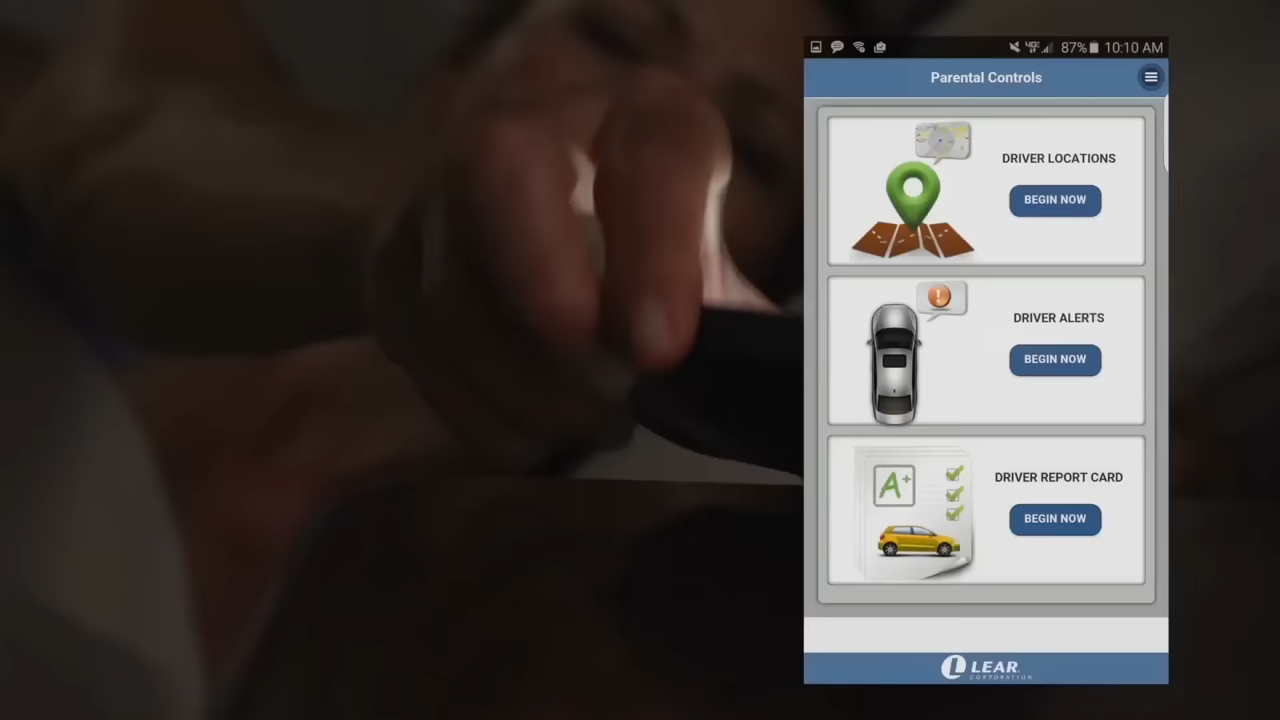 87% 10:10 AM
Parental Controls
DRIVER LOCATIONS
BEGIN NOW
DRIVER ALERTS
BEGIN NOW
A+
DRIVER REPORT CARD
BEGIN NOW
LEAR
CORPORATION